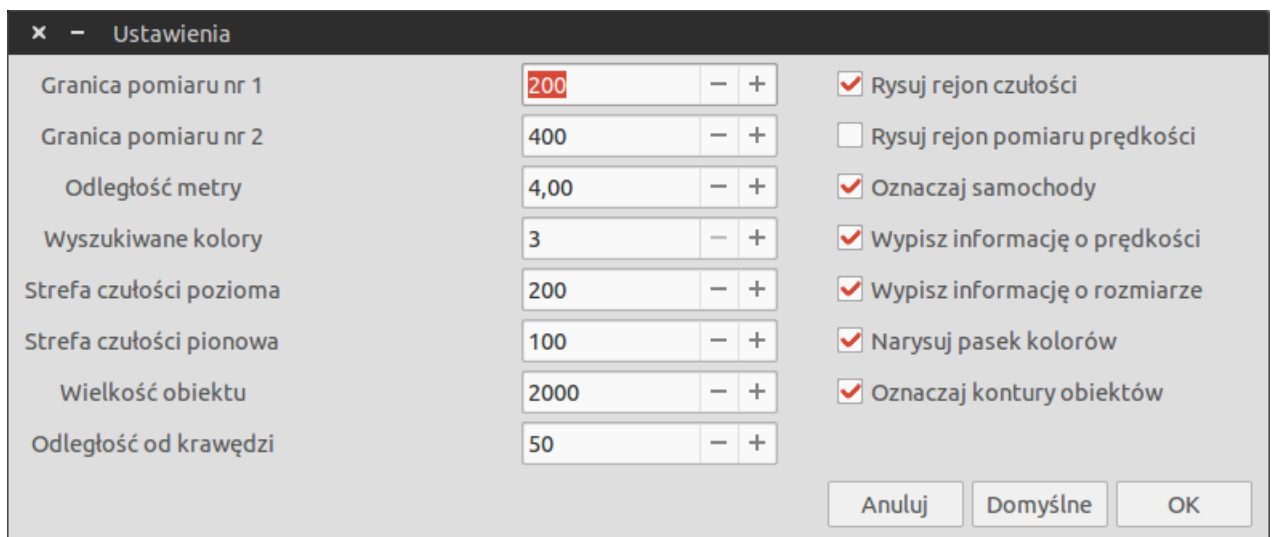 Ustawienia
Granica pomiaru nr 1 200 Rysuj rejon czułości
Granica pomiaru nr 2 400 Rysuj rejon pomiaru prędkości
Odległość metry 4,00 Oznaczaj samochody
Wyszukiwane kolory 3 Wypisz informację o prędkości
Strefa czułości pozioma 200 Wypisz informację o rozmiarze
Strefa czułości pionowa 100 Narysuj pasek kolorów
Wielkość obiektu 2000 Oznaczaj kontury obiektów
Odległość od krawędzi 50
Anuluj Domyślne OK